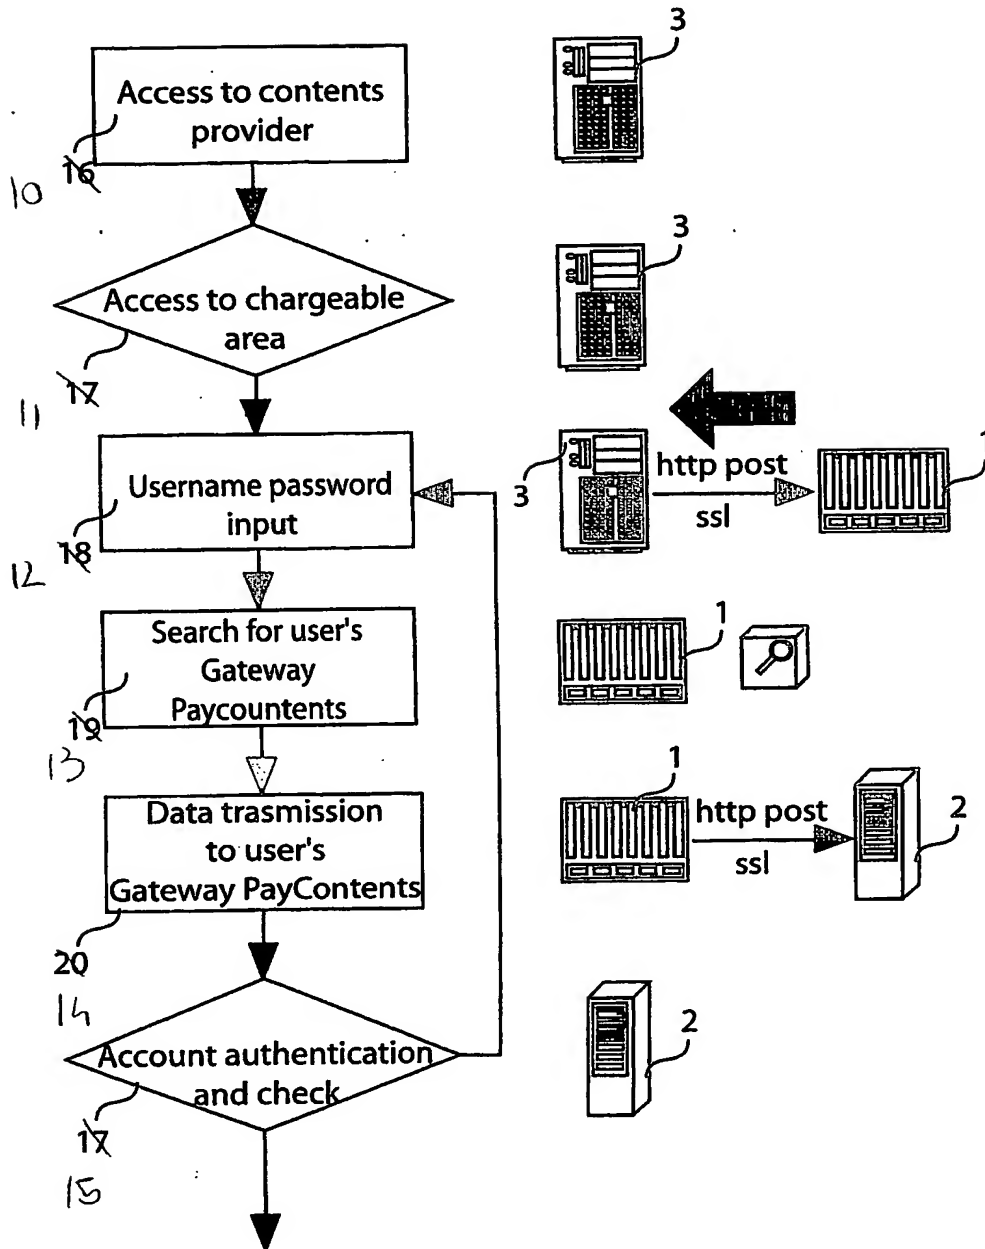 3
Access to contents
provider
16
10
3
Access to chargeable
area
17
11
3
http post
ssl
1
Username password
input
18
12
Search for user's
Gateway
Paycountents
19
13
1
Data trasmission
to user's
Gateway PayContents
20
14
1
http post
ssl
2
Account authentication
and check
17
15
2